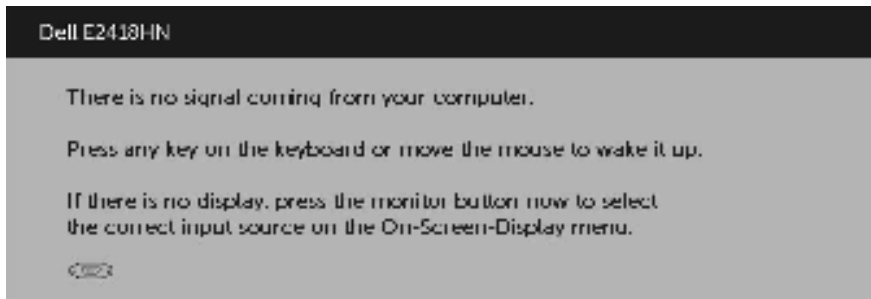 Dell E2418HN
There is no signal coming from your computer.
Press any key on the keyboard or move the mouse to wake it up.
If there is no display, press the monitor button now to select
the correct input source on the On-Screen-Display menu.